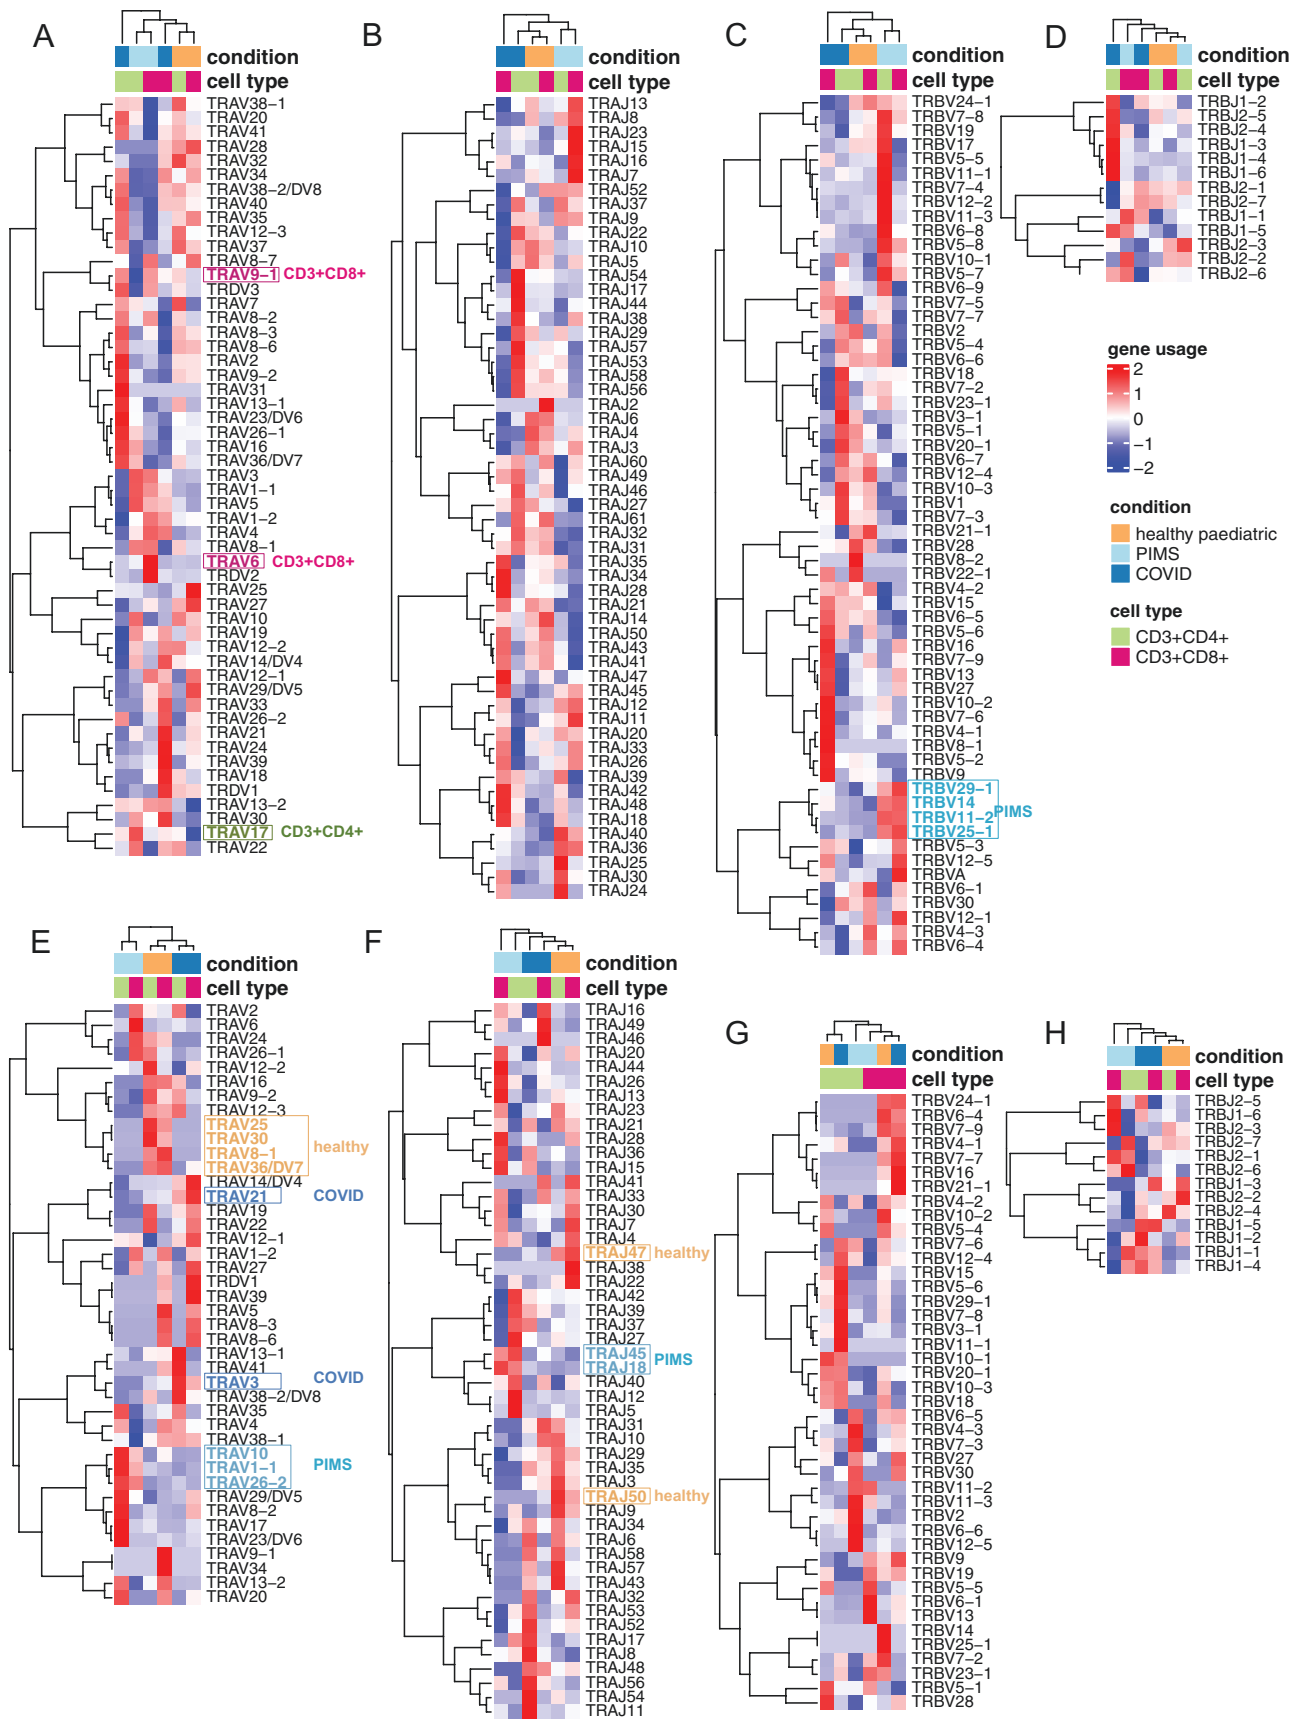 A
condition
cell type
TRAV38−1
TRAV20
TRAV41
TRAV28
TRAV32
TRAV34
TRAV38−2/DV8
TRAV40
TRAV35
TRAV12−3
TRAV37
TRAV8−7
TRAV9−1 CD3+CD8+
TRDV3
TRAV7
TRAV8−2
TRAV8−3
TRAV8−6
TRAV2
TRAV9−2
TRAV31
TRAV13−1
TRAV23/DV6
TRAV26−1
TRAV16
TRAV36/DV7
TRAV3
TRAV1−1
TRAV5
TRAV1−2
TRAV4
TRAV8−1
TRAV6 CD3+CD8+
TRDV2
TRAV25
TRAV27
TRAV10
TRAV19
TRAV12−2
TRAV14/DV4
TRAV12−1
TRAV29/DV5
TRAV33
TRAV26−2
TRAV21
TRAV24
TRAV39
TRAV18
TRDV1
TRAV13−2
TRAV30
TRAV17 CD3+CD4+
TRAV22
B
condition
cell type
TRAJ13
TRAJ8
TRAJ23
TRAJ15
TRAJ16
TRAJ7
TRAJ52
TRAJ37
TRAJ9
TRAJ22
TRAJ10
TRAJ5
TRAJ54
TRAJ17
TRAJ44
TRAJ38
TRAJ29
TRAJ57
TRAJ53
TRAJ58
TRAJ56
TRAJ2
TRAJ6
TRAJ4
TRAJ3
TRAJ60
TRAJ49
TRAJ46
TRAJ27
TRAJ61
TRAJ32
TRAJ31
TRAJ35
TRAJ34
TRAJ28
TRAJ21
TRAJ14
TRAJ50
TRAJ43
TRAJ41
TRAJ47
TRAJ45
TRAJ12
TRAJ11
TRAJ20
TRAJ33
TRAJ26
TRAJ39
TRAJ42
TRAJ48
TRAJ18
TRAJ40
TRAJ36
TRAJ25
TRAJ30
TRAJ24
C
condition
cell type
TRBV24−1
TRBV7−8
TRBV19
TRBV17
TRBV5−5
TRBV11−1
TRBV7−4
TRBV12−2
TRBV11−3
TRBV6−8
TRBV5−8
TRBV10−1
TRBV5−7
TRBV6−9
TRBV7−5
TRBV7−7
TRBV2
TRBV5−4
TRBV6−6
TRBV18
TRBV7−2
TRBV23−1
TRBV3−1
TRBV5−1
TRBV20−1
TRBV6−7
TRBV12−4
TRBV10−3
TRBV1
TRBV7−3
TRBV21−1
TRBV28
TRBV8−2
TRBV22−1
TRBV4−2
TRBV15
TRBV6−5
TRBV5−6
TRBV16
TRBV7−9
TRBV13
TRBV27
TRBV10−2
TRBV7−6
TRBV4−1
TRBV8−1
TRBV5−2
TRBV9
TRBV29−1
TRBV14
TRBV11−2
TRBV25−1
PIMS
TRBV5−3
TRBV12−5
TRBVA
TRBV6−1
TRBV30
TRBV12−1
TRBV4−3
TRBV6−4
D
condition
cell type
TRBJ1−2
TRBJ2−5
TRBJ2−4
TRBJ1−3
TRBJ1−4
TRBJ1−6
TRBJ2−1
TRBJ2−7
TRBJ1−1
TRBJ1−5
TRBJ2−3
TRBJ2−2
TRBJ2−6
gene usage
2
1
0
−1
−2
condition
healthy paediatric
PIMS
COVID
cell type
CD3+CD4+
CD3+CD8+
E
condition
cell type
TRAV2
TRAV6
TRAV24
TRAV26−1
TRAV12−2
TRAV16
TRAV9−2
TRAV12−3
TRAV25
TRAV30
TRAV8−1
TRAV36/DV7
healthy
TRAV14/DV4
TRAV21 COVID
TRAV19
TRAV22
TRAV12−1
TRAV1−2
TRAV27
TRDV1
TRAV39
TRAV5
TRAV8−3
TRAV8−6
TRAV13−1
TRAV41
TRAV3 COVID
TRAV38−2/DV8
TRAV35
TRAV4
TRAV38−1
TRAV10
TRAV1−1
TRAV26−2
PIMS
TRAV29/DV5
TRAV8−2
TRAV17
TRAV23/DV6
TRAV9−1
TRAV34
TRAV13−2
TRAV20
F
condition
cell type
TRAJ16
TRAJ49
TRAJ46
TRAJ20
TRAJ44
TRAJ26
TRAJ13
TRAJ23
TRAJ21
TRAJ28
TRAJ36
TRAJ15
TRAJ41
TRAJ33
TRAJ30
TRAJ7
TRAJ4
TRAJ47 healthy
TRAJ38
TRAJ22
TRAJ42
TRAJ39
TRAJ37
TRAJ27
TRAJ45
TRAJ18
PIMS
TRAJ40
TRAJ12
TRAJ5
TRAJ31
TRAJ10
TRAJ29
TRAJ35
TRAJ3
TRAJ50 healthy
TRAJ9
TRAJ34
TRAJ6
TRAJ58
TRAJ57
TRAJ43
TRAJ32
TRAJ53
TRAJ52
TRAJ17
TRAJ8
TRAJ48
TRAJ56
TRAJ54
TRAJ11
G
condition
cell type
TRBV24−1
TRBV6−4
TRBV7−9
TRBV4−1
TRBV7−7
TRBV16
TRBV21−1
TRBV4−2
TRBV10−2
TRBV5−4
TRBV7−6
TRBV12−4
TRBV15
TRBV5−6
TRBV29−1
TRBV7−8
TRBV3−1
TRBV11−1
TRBV10−1
TRBV20−1
TRBV10−3
TRBV18
TRBV6−5
TRBV4−3
TRBV7−3
TRBV27
TRBV30
TRBV11−2
TRBV11−3
TRBV2
TRBV6−6
TRBV12−5
TRBV9
TRBV19
TRBV5−5
TRBV6−1
TRBV13
TRBV14
TRBV25−1
TRBV7−2
TRBV23−1
TRBV5−1
TRBV28
H
condition
cell type
TRBJ2−5
TRBJ1−6
TRBJ2−3
TRBJ2−7
TRBJ2−1
TRBJ2−6
TRBJ1−3
TRBJ2−2
TRBJ2−4
TRBJ1−5
TRBJ1−2
TRBJ1−1
TRBJ1−4